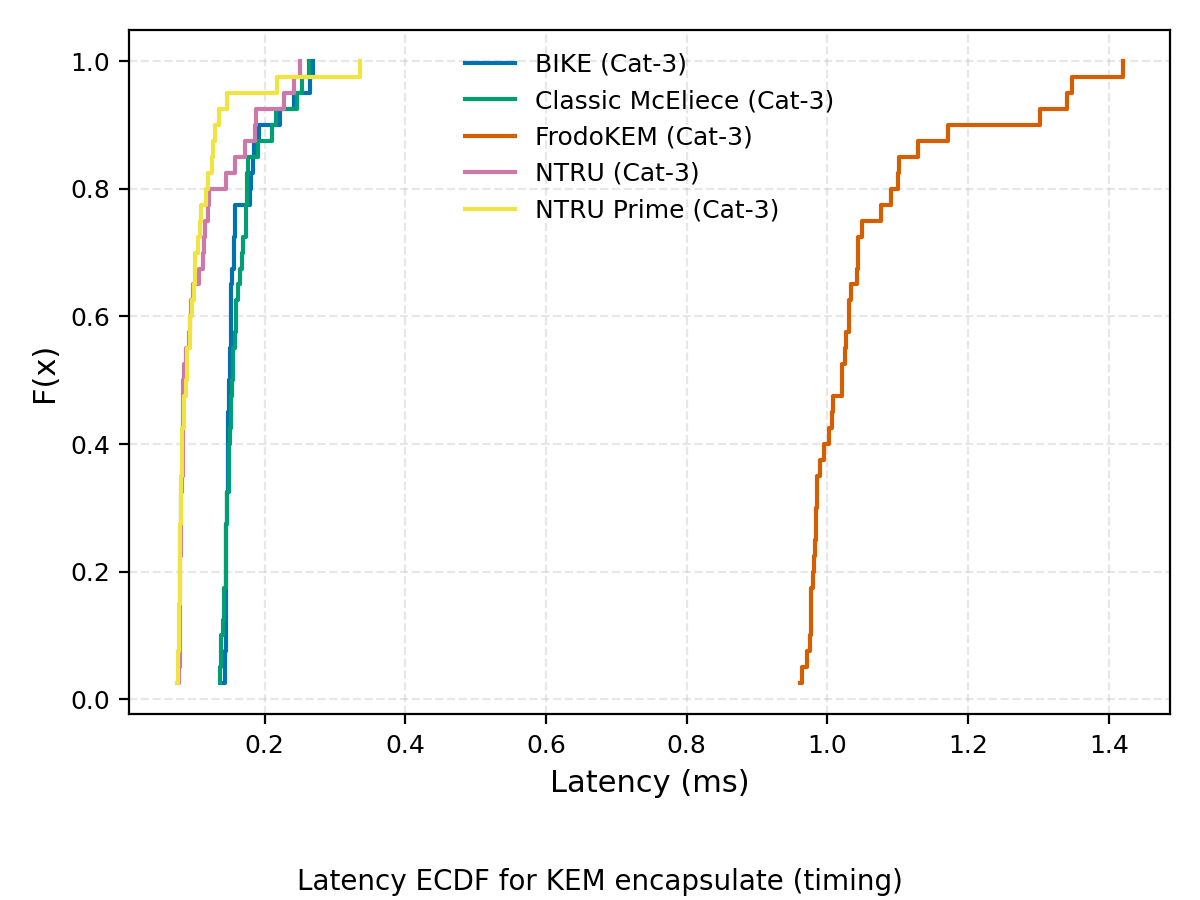 1.0
0.8
0.6
0.4
0.2
0.0
F(x)
BIKE (Cat-3)
Classic McEliece (Cat-3)
FrodoKEM (Cat-3)
NTRU (Cat-3)
NTRU Prime (Cat-3)
0.2 0.4 0.6 0.8 1.0 1.2 1.4
Latency (ms)
Latency ECDF for KEM encapsulate (timing)